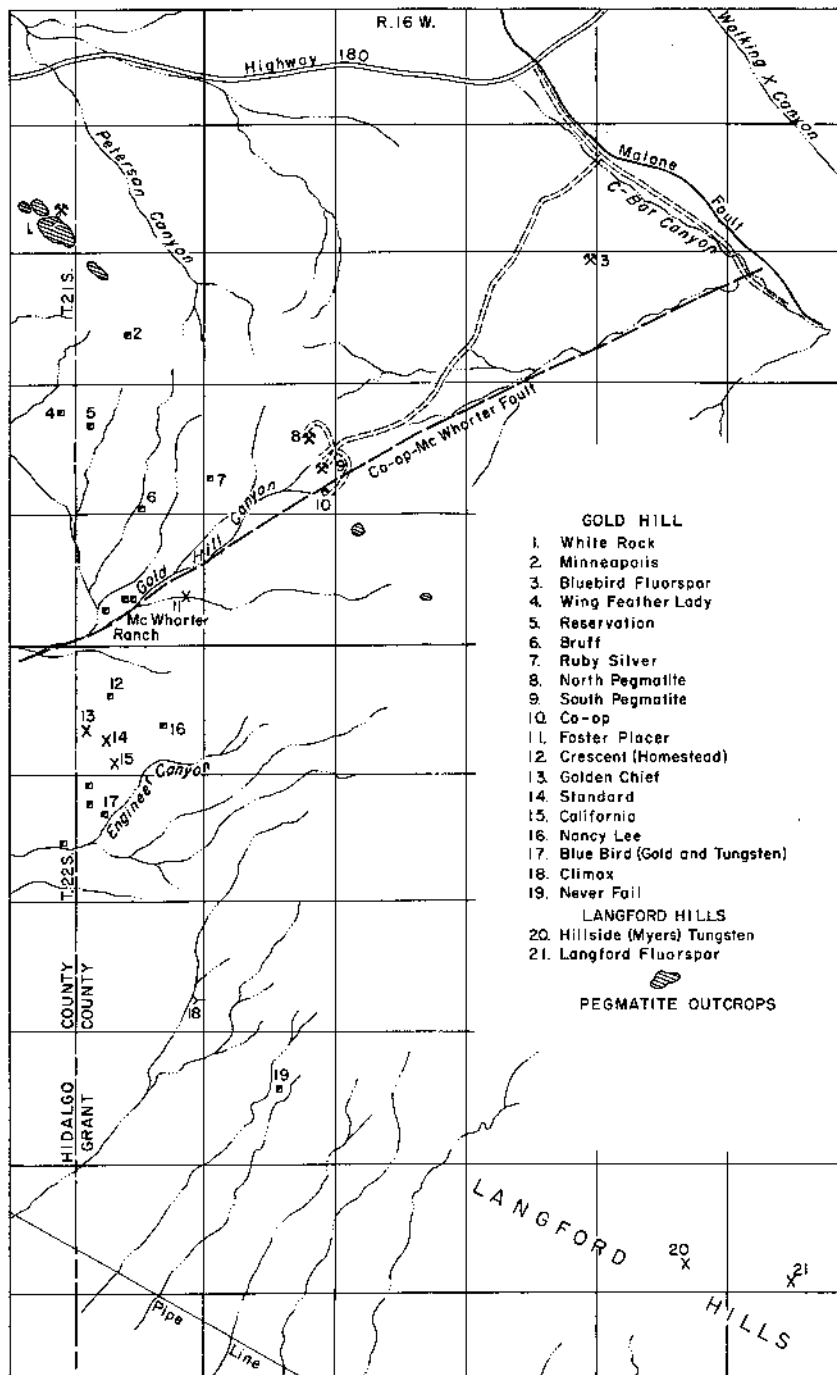 R. 16 W.
Highway 180
Walking X Canyon
Peterson Canyon
Malone Fault
C-Bar Canyon
1
T. 21 S.
3
2
4
5
8
9
Co-op-Mc Whorter Fault
7
10
6
Gold Hill Canyon
11
Mc Whorter
Ranch
12
13
14
16
15
Engineer Canyon
17
T. 22 S.
18
HIDALGO COUNTY
GRANT COUNTY
19
LANGFORD HILLS
20
21
Pipe Line
GOLD HILL
1. White Rock
2. Minneapolis
3. Bluebird Fluorspar
4. Wing Feather Lady
5. Reservation
6. Bruff
7. Ruby Silver
8. North Pegmatite
9. South Pegmatite
10. Co-op
11. Foster Placer
12. Crescent (Homestead)
13. Golden Chief
14. Standard
15. California
16. Nancy Lee
17. Blue Bird (Gold and Tungsten)
18. Climax
19. Never Fail
LANGFORD HILLS
20. Hillside (Myers) Tungsten
21. Langford Fluorspar
PEGMATITE OUTCROPS